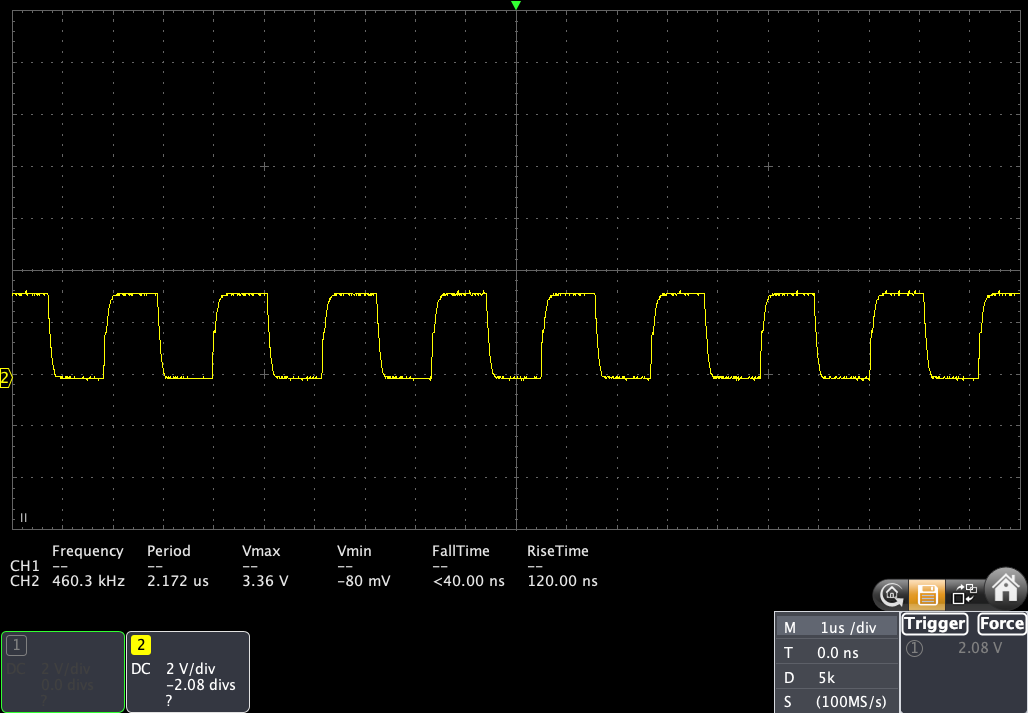 2
II
Frequency Period Vmax Vmin FallTime RiseTime
CH1 -- -- -- -- -- --
CH2 460.3 kHz 2.172 us 3.36 V -80 mV <40.00 ns 120.00 ns
1
DC 2 V/div
0.0 divs
?
2
DC 2 V/div
-2.08 divs
?
M 1us /div
T 0.0 ns
D 5k
S (100MS/s)
Trigger Force
1 2.08 V